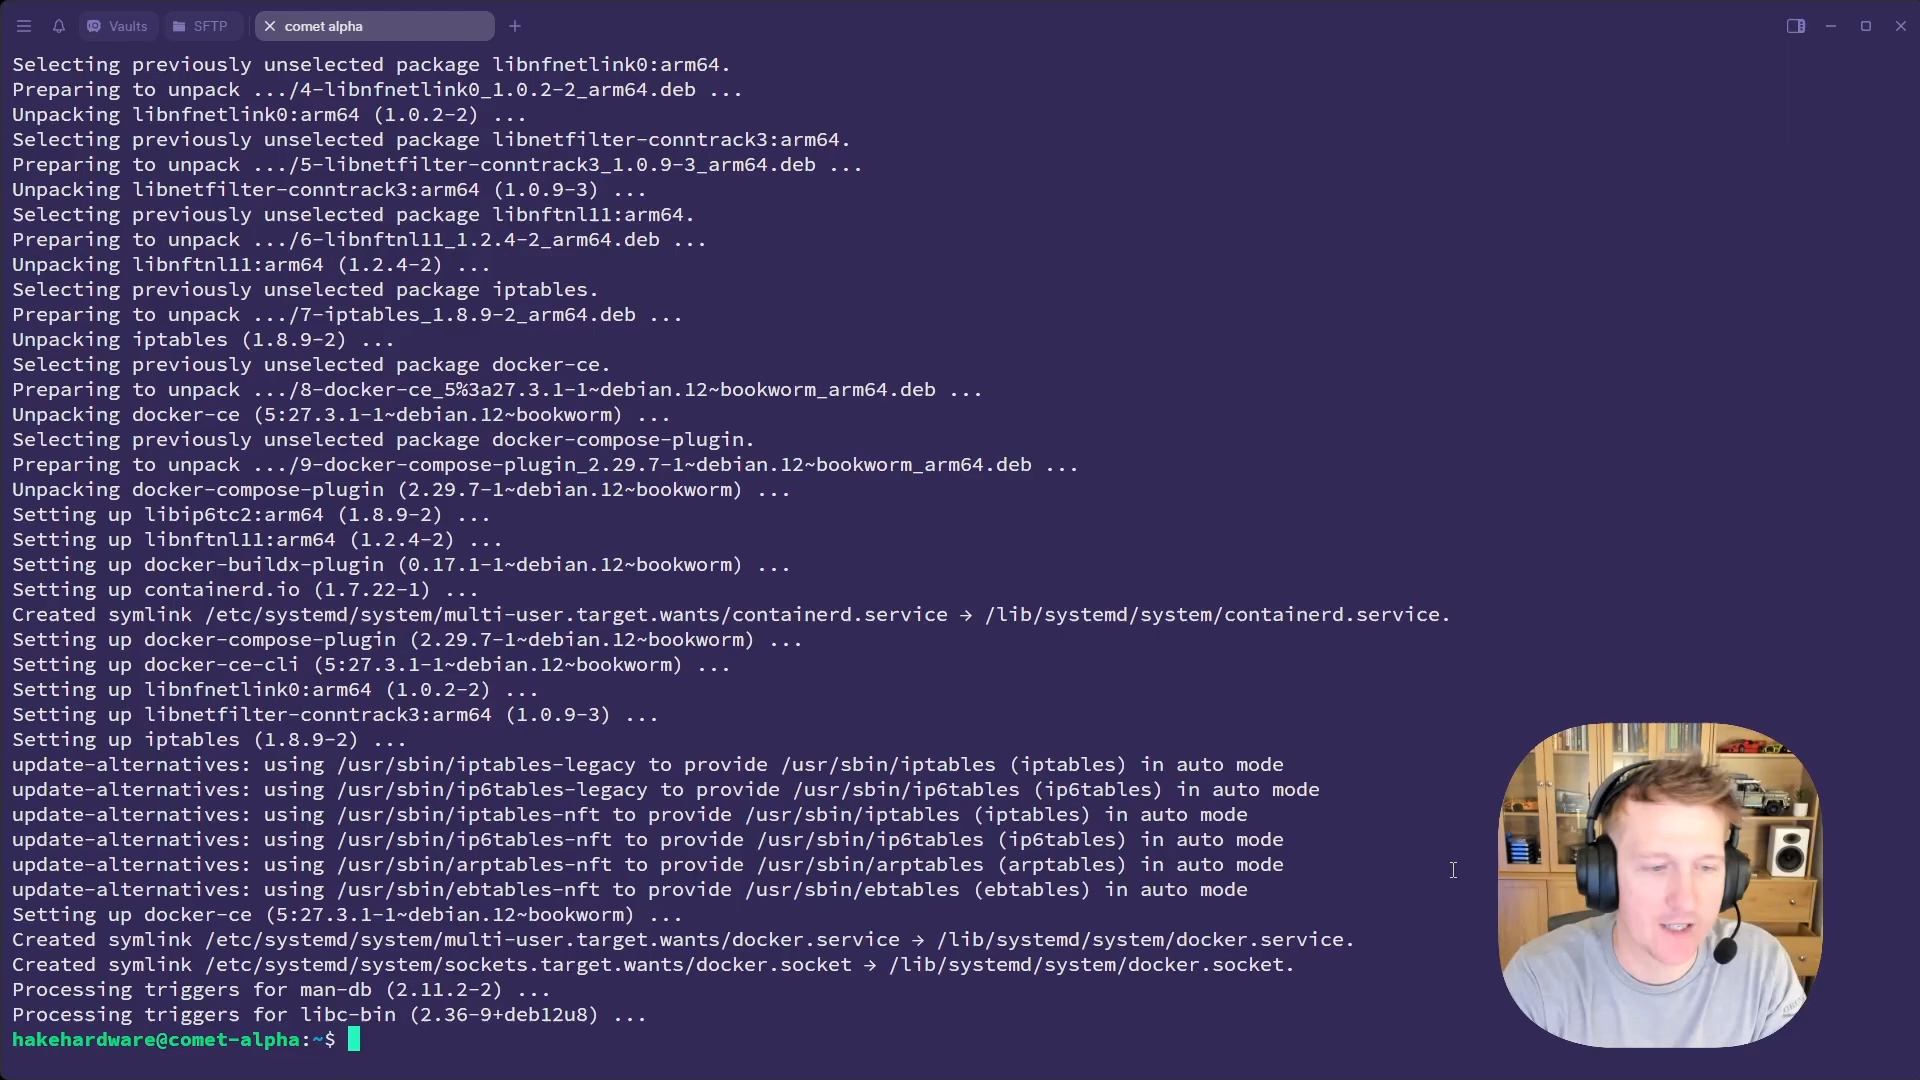 Vaults
SFTP
comet alpha
Selecting previously unselected package libnfnetlink0:arm64.
Preparing to unpack .../4-libnfnetlink0_1.0.2-2_arm64.deb ...
Unpacking libnfnetlink0:arm64 (1.0.2-2) ...
Selecting previously unselected package libnetfilter-conntrack3:arm64.
Preparing to unpack .../5-libnetfilter-conntrack3_1.0.9-3_arm64.deb ...
Unpacking libnetfilter-conntrack3:arm64 (1.0.9-3) ...
Selecting previously unselected package libnftnl11:arm64.
Preparing to unpack .../6-libnftnl11_1.2.4-2_arm64.deb ...
Unpacking libnftnl11:arm64 (1.2.4-2) ...
Selecting previously unselected package iptables.
Preparing to unpack .../7-iptables_1.8.9-2_arm64.deb ...
Unpacking iptables (1.8.9-2) ...
Selecting previously unselected package docker-ce.
Preparing to unpack .../8-docker-ce_5%3a27.3.1-1~debian.12~bookworm_arm64.deb ...
Unpacking docker-ce (5:27.3.1-1~debian.12~bookworm) ...
Selecting previously unselected package docker-compose-plugin.
Preparing to unpack .../9-docker-compose-plugin_2.29.7-1~debian.12~bookworm_arm64.deb ...
Unpacking docker-compose-plugin (2.29.7-1~debian.12~bookworm) ...
Setting up libip6tc2:arm64 (1.8.9-2) ...
Setting up libnftnl11:arm64 (1.2.4-2) ...
Setting up docker-buildx-plugin (0.17.1-1~debian.12~bookworm) ...
Setting up containerd.io (1.7.22-1) ...
Created symlink /etc/systemd/system/multi-user.target.wants/containerd.service → /lib/systemd/system/containerd.service.
Setting up docker-compose-plugin (2.29.7-1~debian.12~bookworm) ...
Setting up docker-ce-cli (5:27.3.1-1~debian.12~bookworm) ...
Setting up libnfnetlink0:arm64 (1.0.2-2) ...
Setting up libnetfilter-conntrack3:arm64 (1.0.9-3) ...
Setting up iptables (1.8.9-2) ...
update-alternatives: using /usr/sbin/iptables-legacy to provide /usr/sbin/iptables (iptables) in auto mode
update-alternatives: using /usr/sbin/ip6tables-legacy to provide /usr/sbin/ip6tables (ip6tables) in auto mode
update-alternatives: using /usr/sbin/iptables-nft to provide /usr/sbin/iptables (iptables) in auto mode
update-alternatives: using /usr/sbin/ip6tables-nft to provide /usr/sbin/ip6tables (ip6tables) in auto mode
update-alternatives: using /usr/sbin/arptables-nft to provide /usr/sbin/arptables (arptables) in auto mode
update-alternatives: using /usr/sbin/ebtables-nft to provide /usr/sbin/ebtables (ebtables) in auto mode
Setting up docker-ce (5:27.3.1-1~debian.12~bookworm) ...
Created symlink /etc/systemd/system/multi-user.target.wants/docker.service → /lib/systemd/system/docker.service.
Created symlink /etc/systemd/system/sockets.target.wants/docker.socket → /lib/systemd/system/docker.socket.
Processing triggers for man-db (2.11.2-2) ...
Processing triggers for libc-bin (2.36-9+deb12u8) ...
hakehardware@comet-alpha:~$